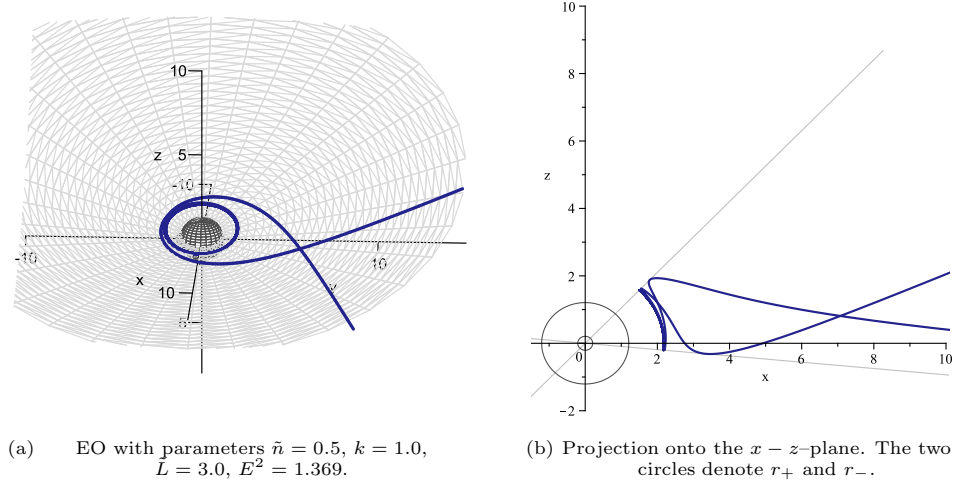 10
z
5
-10
-10
10
x
y
10
5
10
8
6
z
4
2
0
2
4
6
8
10
x
−2
(a) EO with parameters ñ = 0.5, k = 1.0,
L̃ = 3.0, E² = 1.369.
(b) Projection onto the x − z–plane. The two
circles denote r₊ and r₋.